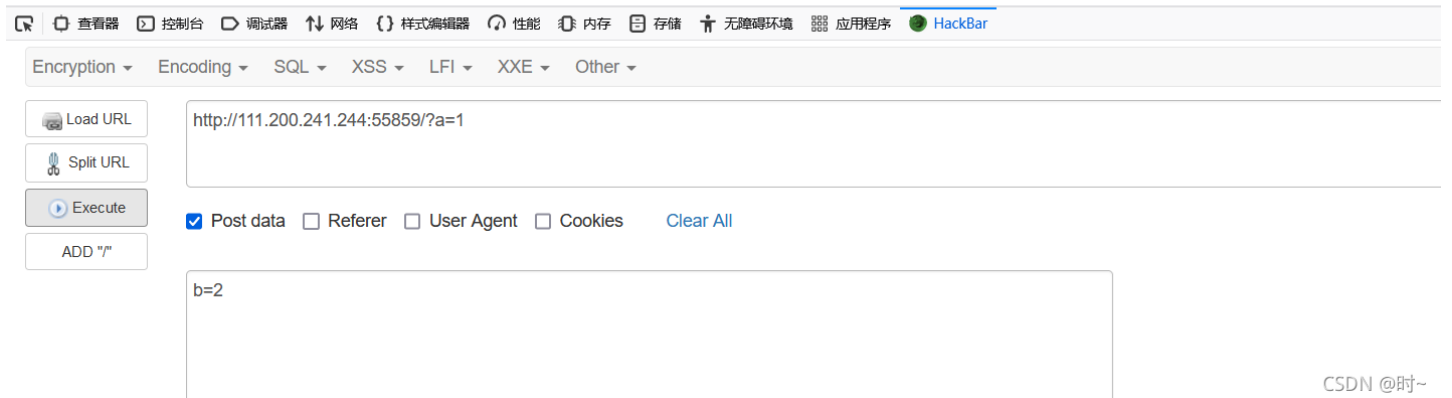 查看器 控制台 调试器 网络 {} 样式编辑器 性能 内存 存储 无障碍环境 应用程序 HackBar
Encryption Encoding SQL XSS LFI XXE Other
Load URL
http://111.200.241.244:55859/?a=1
Split URL
Execute
Post data Referer User Agent Cookies Clear All
ADD "/"
b=2
CSDN @时~